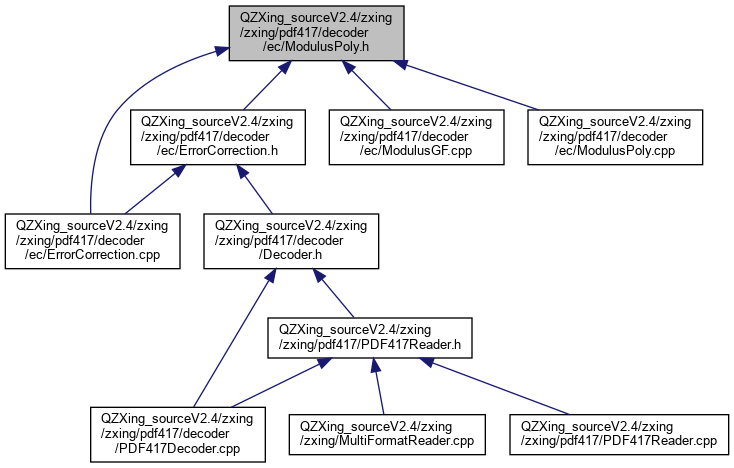 QZXing_sourceV2.4/zxing
/zxing/pdf417/decoder
/ec/ModulusPoly.h
QZXing_sourceV2.4/zxing
/zxing/pdf417/decoder
/ec/ErrorCorrection.h
QZXing_sourceV2.4/zxing
/zxing/pdf417/decoder
/ec/ModulusGF.cpp
QZXing_sourceV2.4/zxing
/zxing/pdf417/decoder
/ec/ModulusPoly.cpp
QZXing_sourceV2.4/zxing
/zxing/pdf417/decoder
/ec/ErrorCorrection.cpp
QZXing_sourceV2.4/zxing
/zxing/pdf417/decoder
/Decoder.h
QZXing_sourceV2.4/zxing
/zxing/pdf417/PDF417Reader.h
QZXing_sourceV2.4/zxing
/zxing/pdf417/decoder
/PDF417Decoder.cpp
QZXing_sourceV2.4/zxing
/zxing/MultiFormatReader.cpp
QZXing_sourceV2.4/zxing
/zxing/pdf417/PDF417Reader.cpp